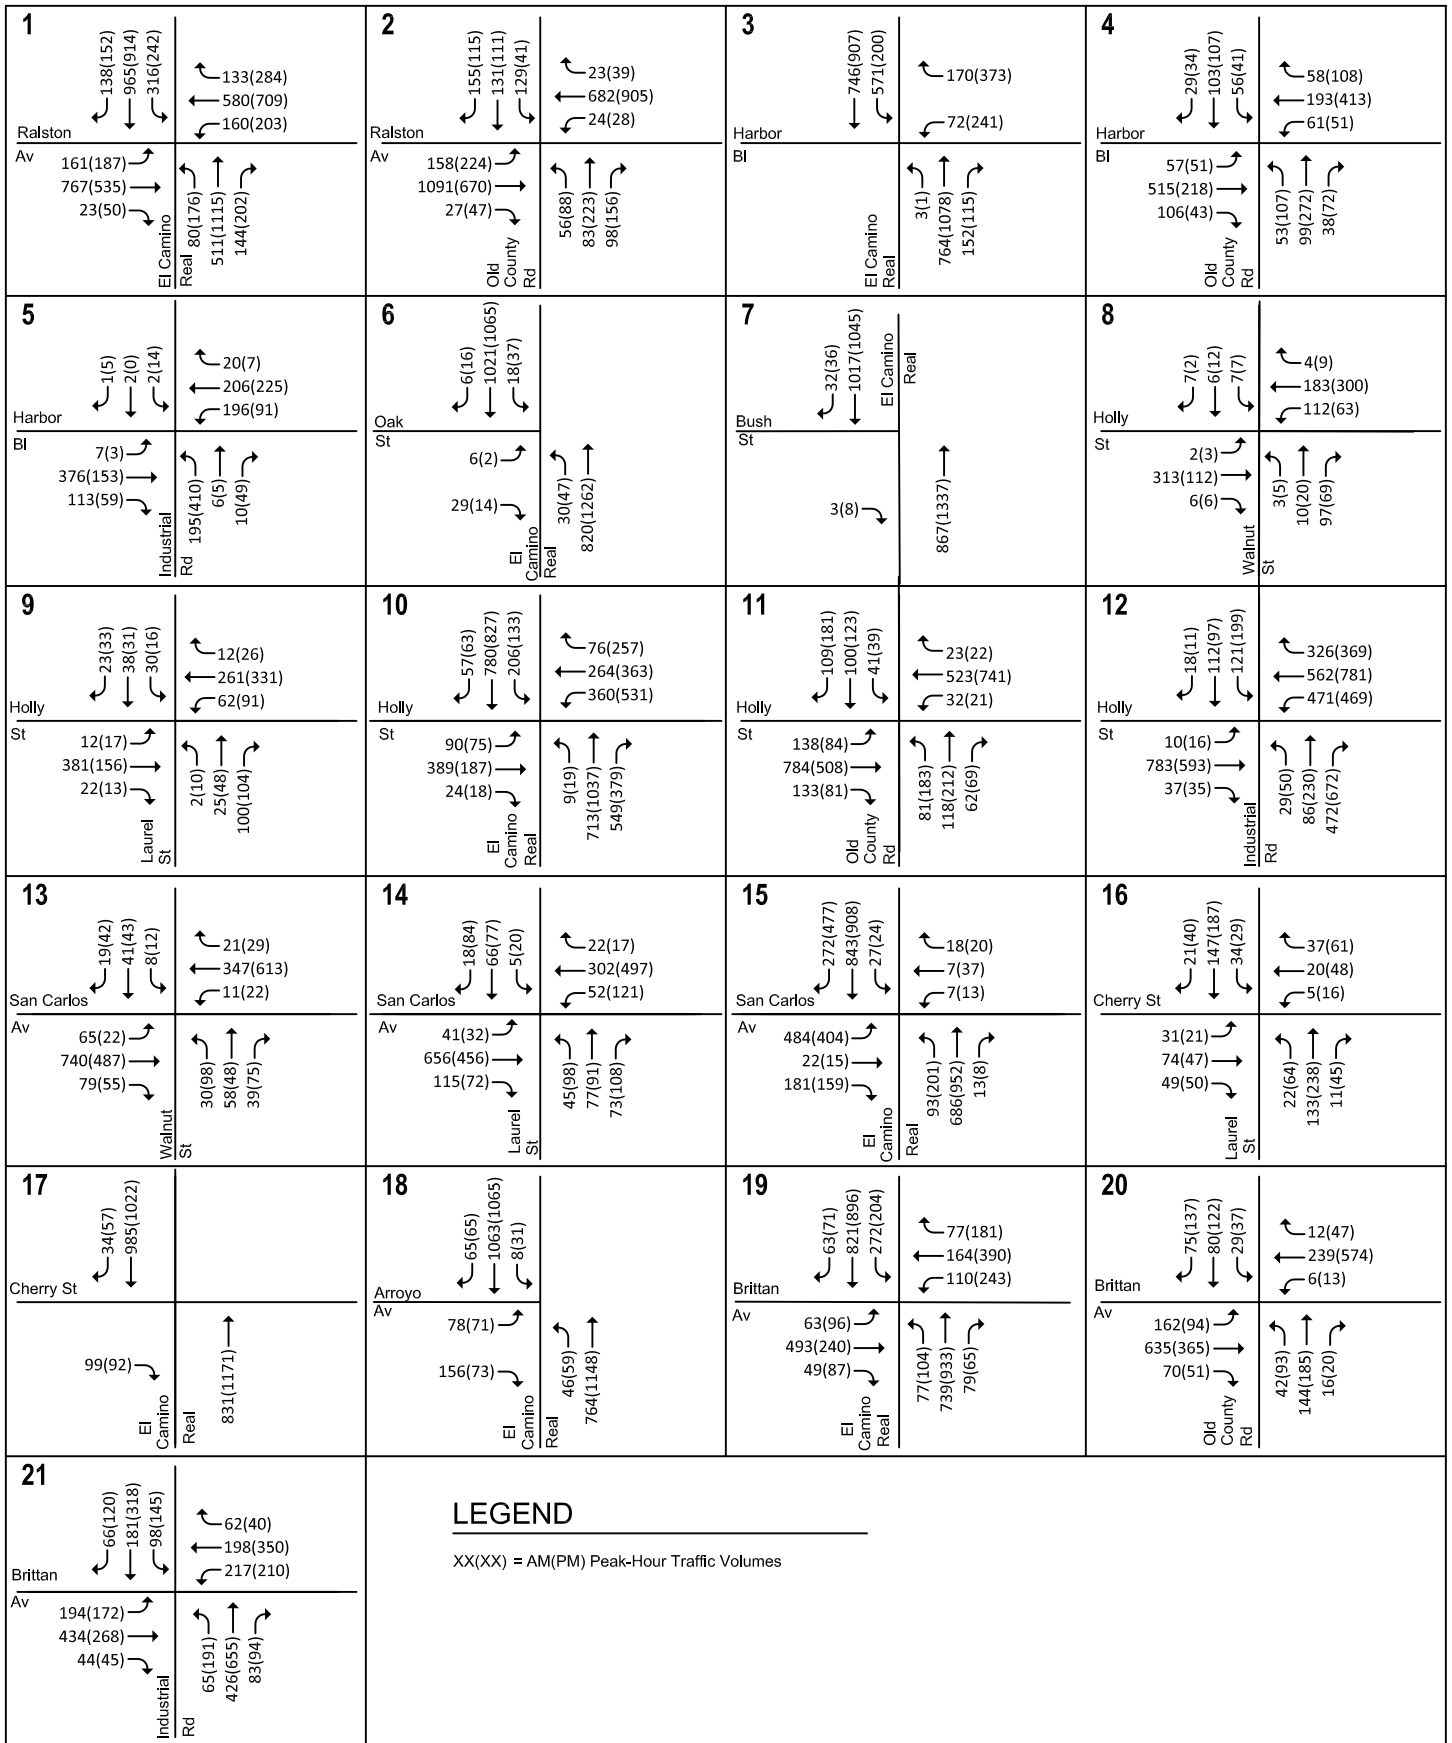 1
138(152)
965(914)
316(242)
133(284)
580(709)
160(203)
Ralston
Av
161(187)
767(535)
23(50)
El Camino
Real
80(176)
511(1115)
144(202)
2
155(115)
131(111)
129(41)
23(39)
682(905)
24(28)
Ralston
Av
158(224)
1091(670)
27(47)
Old
County
Rd
56(88)
83(223)
98(156)
3
746(907)
571(200)
170(373)
72(241)
Harbor
Bl
El Camino
Real
3(1)
764(1078)
152(115)
4
29(34)
103(107)
56(41)
58(108)
193(413)
61(51)
Harbor
Bl
57(51)
515(218)
106(43)
Old
County
Rd
53(107)
99(272)
38(72)
5
1(5)
2(0)
2(14)
20(7)
206(225)
196(91)
Harbor
Bl
7(3)
376(153)
113(59)
Industrial
Rd
195(410)
6(5)
10(49)
6
6(16)
1021(1065)
18(37)
Oak
St
6(2)
29(14)
El
Camino
Real
30(47)
820(1262)
7
32(36)
1017(1045)
El Camino
Real
Bush
St
3(8)
867(1337)
8
7(2)
6(12)
7(7)
4(9)
183(300)
112(63)
Holly
St
2(3)
313(112)
6(6)
Walnut
St
3(5)
10(20)
97(69)
9
23(33)
38(31)
30(16)
12(26)
261(331)
62(91)
Holly
St
12(17)
381(156)
22(13)
Laurel
St
2(10)
25(48)
100(104)
10
57(63)
780(827)
206(133)
76(257)
264(363)
360(531)
Holly
St
90(75)
389(187)
24(18)
El
Camino
Real
9(19)
713(1037)
549(379)
11
109(181)
100(123)
41(39)
23(22)
523(741)
32(21)
Holly
St
138(84)
784(508)
133(81)
Old
County
Rd
81(183)
118(212)
62(69)
12
18(11)
112(97)
121(199)
326(369)
562(781)
471(469)
Holly
St
10(16)
783(593)
37(35)
Industrial
Rd
29(50)
86(230)
472(672)
13
19(42)
41(43)
8(12)
21(29)
347(613)
11(22)
San Carlos
Av
65(22)
740(487)
79(55)
Walnut
St
30(98)
58(48)
39(75)
14
18(84)
66(77)
5(20)
22(17)
302(497)
52(121)
San Carlos
Av
41(32)
656(456)
115(72)
Laurel
St
45(98)
77(91)
73(108)
15
272(477)
843(908)
27(24)
18(20)
7(37)
7(13)
San Carlos
Av
484(404)
22(15)
181(159)
El
Camino
Real
93(201)
686(952)
13(8)
16
21(40)
147(187)
34(29)
37(61)
20(48)
5(16)
Cherry St
31(21)
74(47)
49(50)
Laurel
St
22(64)
133(238)
11(45)
17
34(57)
985(1022)
Cherry St
99(92)
El
Camino
Real
831(1171)
18
65(65)
1063(1065)
8(31)
Arroyo
Av
78(71)
156(73)
El
Camino
Real
46(59)
764(1148)
19
63(71)
821(896)
272(204)
77(181)
164(390)
110(243)
Brittan
Av
63(96)
493(240)
49(87)
El
Camino
Real
77(104)
739(933)
79(65)
20
75(137)
80(122)
29(37)
12(47)
239(574)
6(13)
Brittan
Av
162(94)
635(365)
70(51)
Old
County
Rd
42(93)
144(185)
16(20)
21
66(120)
181(318)
98(145)
62(40)
198(350)
217(210)
Brittan
Av
194(172)
434(268)
44(45)
Industrial
Rd
65(191)
426(655)
83(94)
LEGEND
XX(XX) = AM(PM) Peak-Hour Traffic Volumes